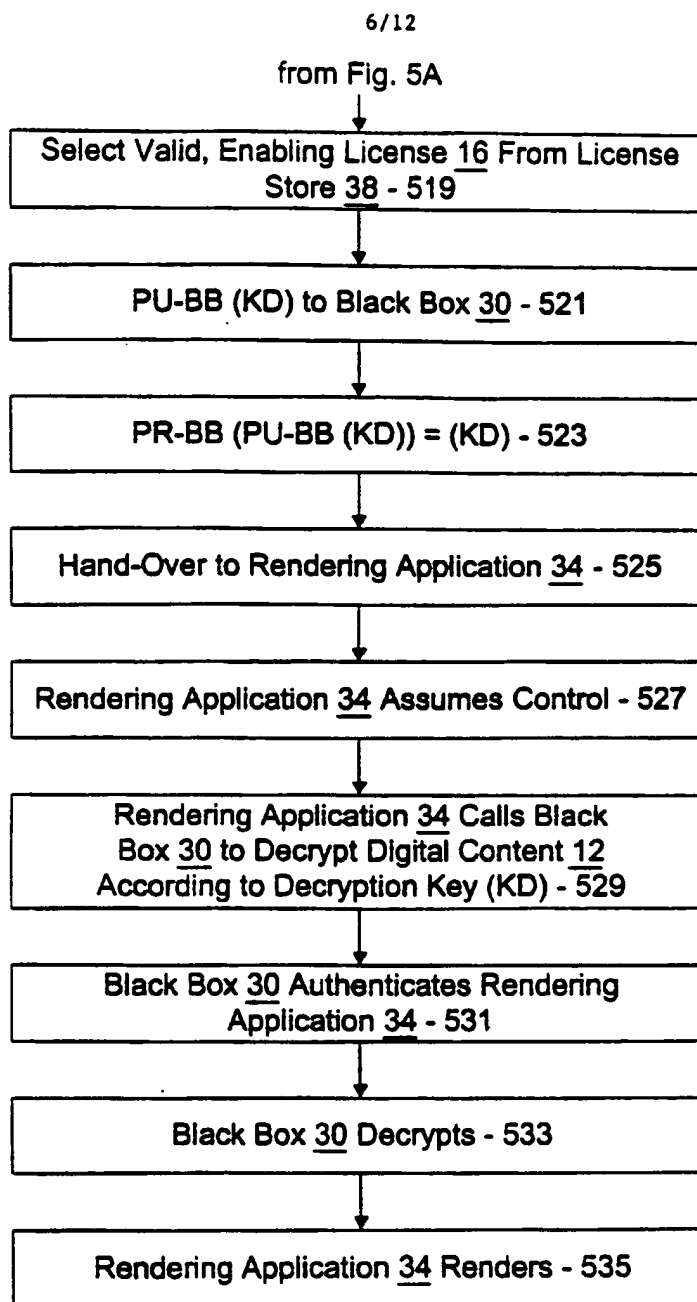 6/12
from Fig. 5A
Select Valid, Enabling License 16 From License
Store 38 - 519
PU-BB (KD) to Black Box 30 - 521
PR-BB (PU-BB (KD)) = (KD) - 523
Hand-Over to Rendering Application 34 - 525
Rendering Application 34 Assumes Control - 527
Rendering Application 34 Calls Black
Box 30 to Decrypt Digital Content 12
According to Decryption Key (KD) - 529
Black Box 30 Authenticates Rendering
Application 34 - 531
Black Box 30 Decrypts - 533
Rendering Application 34 Renders - 535